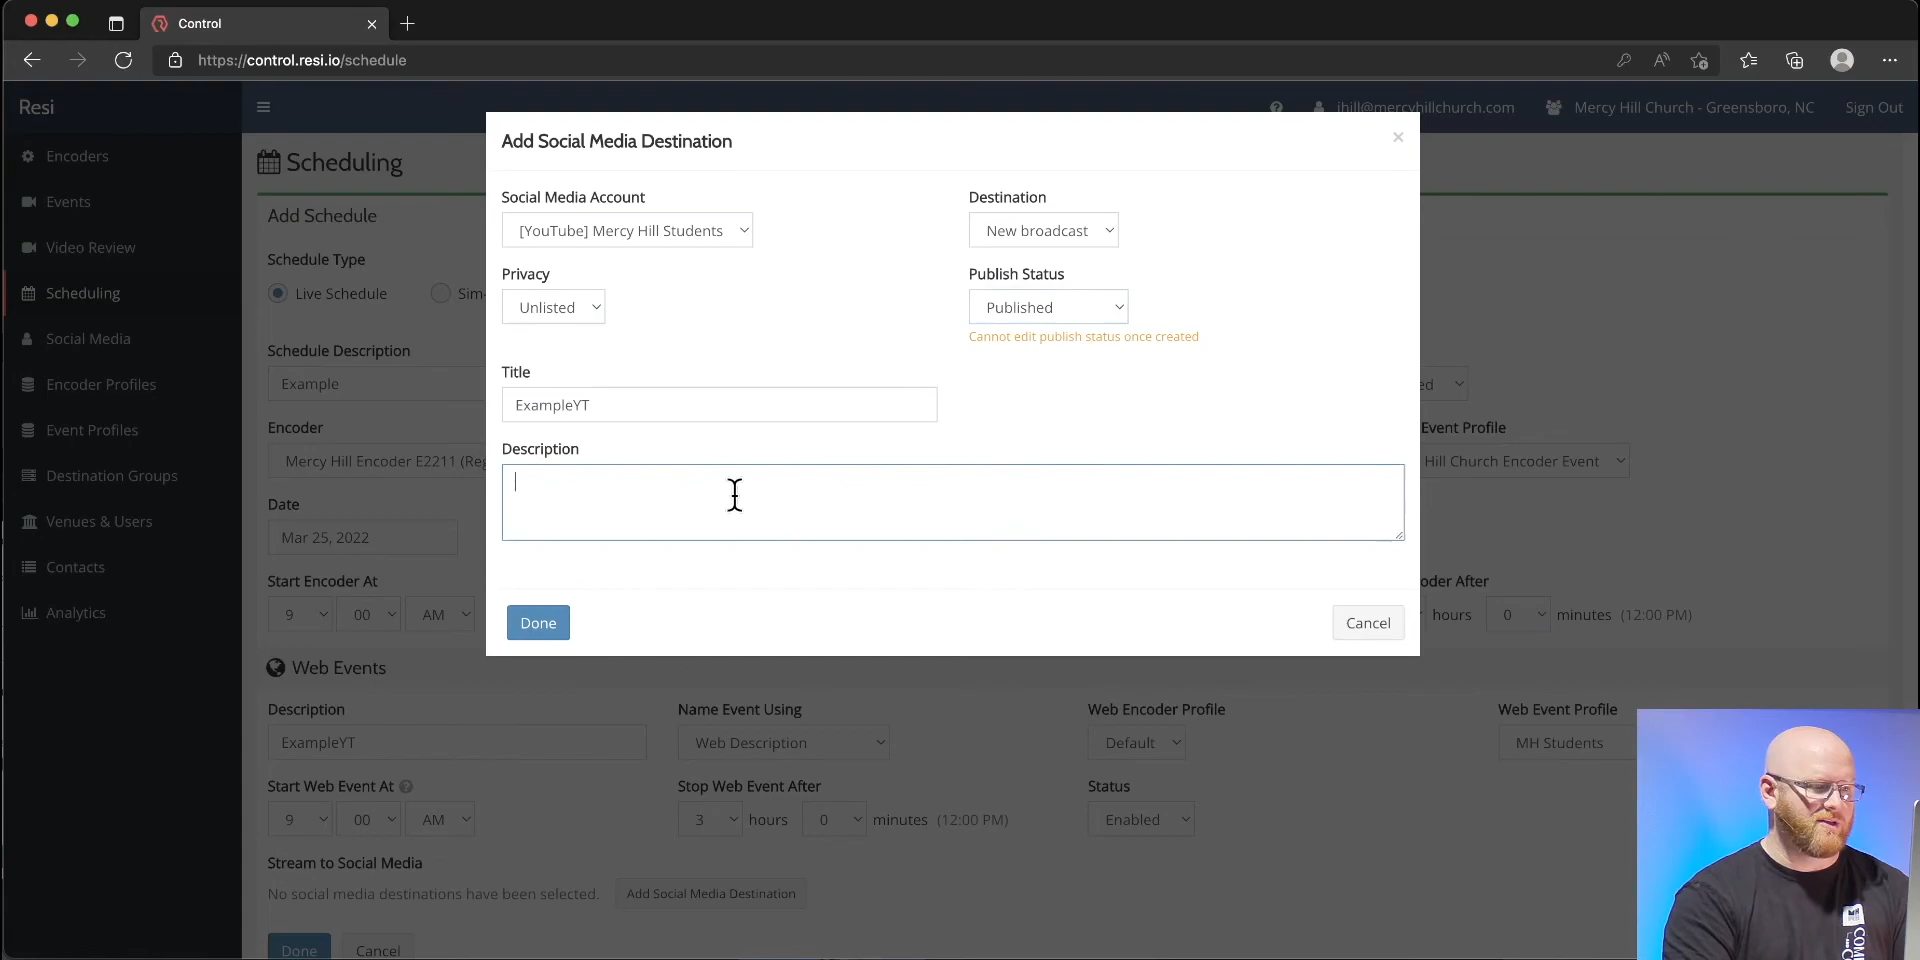 Control
https://control.resi.io/schedule
Resi
jhill@mercyhillchurch.com
Mercy Hill Church - Greensboro, NC
Sign Out
Encoders
Events
Video Review
Scheduling
Social Media
Encoder Profiles
Event Profiles
Destination Groups
Venues & Users
Contacts
Analytics
Scheduling
Add Schedule
Schedule Type
Live Schedule
Sim-
Schedule Description
Example
Encoder
Mercy Hill Encoder E2211 (Reg
Event Profile
Hill Church Encoder Event
Date
Mar 25, 2022
Start Encoder At
9 00 AM
hours 0 minutes (12:00 PM)
Add Social Media Destination
Social Media Account
[YouTube] Mercy Hill Students
Destination
New broadcast
Privacy
Unlisted
Publish Status
Published
Cannot edit publish status once created
Title
ExampleYT
Description
Done
Cancel
Web Events
Description
ExampleYT
Name Event Using
Web Description
Web Encoder Profile
Default
Web Event Profile
MH Students
Start Web Event At
9 00 AM
Stop Web Event After
3 hours 0 minutes (12:00 PM)
Status
Enabled
Stream to Social Media
No social media destinations have been selected.
Add Social Media Destination
Done
Cancel